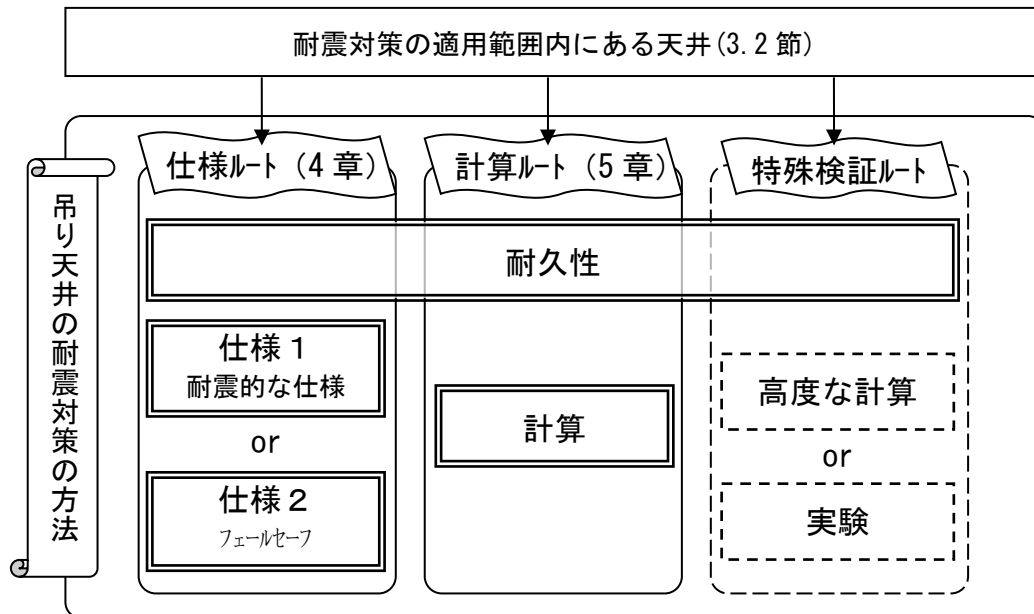 耐震対策の適用範囲内にある天井(3.2 節)
吊り天井の耐震対策の方法
仕様ルート（4 章）
計算ルート（5 章）
特殊検証ルート
耐久性
仕様１
耐震的な仕様
or
仕様２
フェールセーフ
計算
高度な計算
or
実験